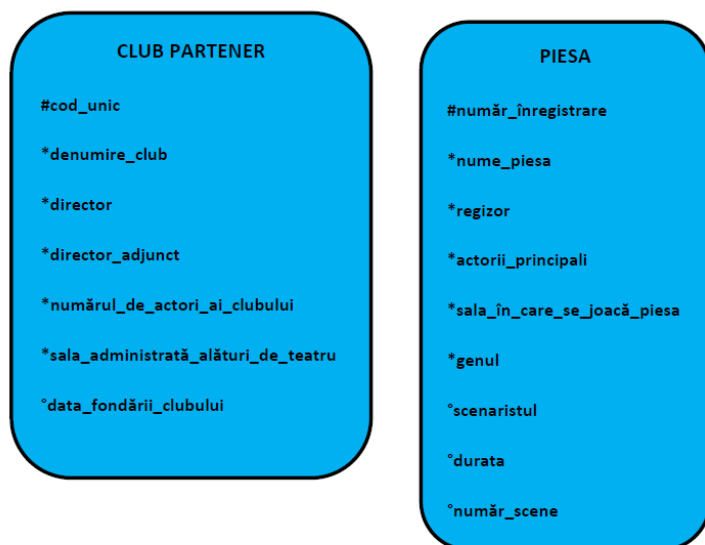 CLUB PARTENER
#cod_unic
*denumire_club
*director
*director_adjunct
*numărul_de_actori_ai_clubului
*sala_administrată_alături_de_teatru
°data_fondării_clubului
PIESA
#număr_înregistrare
*nume_piesa
*regizor
*actorii_principali
*sala_în_care_se_joacă_piesa
*genul
°scenaristul
°durata
°număr_scene